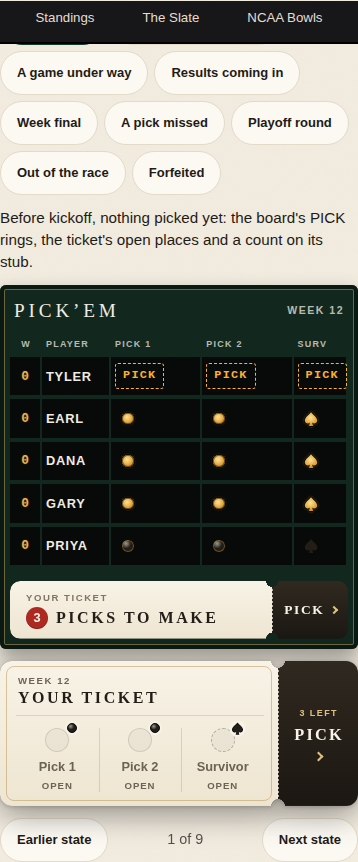 Standings The Slate NCAA Bowls
A game under way Results coming in
Week final A pick missed Playoff round
Out of the race Forfeited
Before kickoff, nothing picked yet: the board's PICK
rings, the ticket's open places and a count on its
stub.
PICK’EM WEEK 12
W PLAYER PICK 1 PICK 2 SURV
0 TYLER PICK PICK PICK
0 EARL
0 DANA
0 GARY
0 PRIYA
YOUR TICKET
3 PICKS TO MAKE PICK
WEEK 12
YOUR TICKET
3 LEFT
PICK
Pick 1 Pick 2 Survivor
OPEN OPEN OPEN
Earlier state 1 of 9 Next state